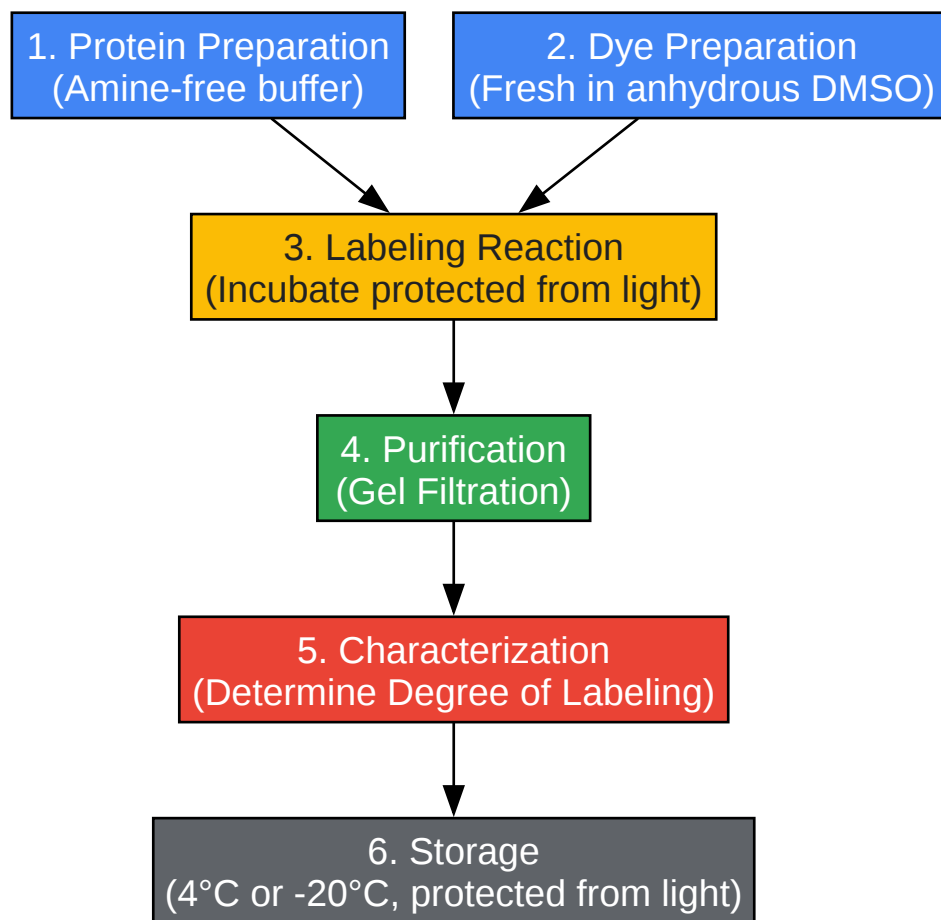 1. Protein Preparation
(Amine-free buffer)
2. Dye Preparation
(Fresh in anhydrous DMSO)
3. Labeling Reaction
(Incubate protected from light)
4. Purification
(Gel Filtration)
5. Characterization
(Determine Degree of Labeling)
6. Storage
(4°C or -20°C, protected from light)